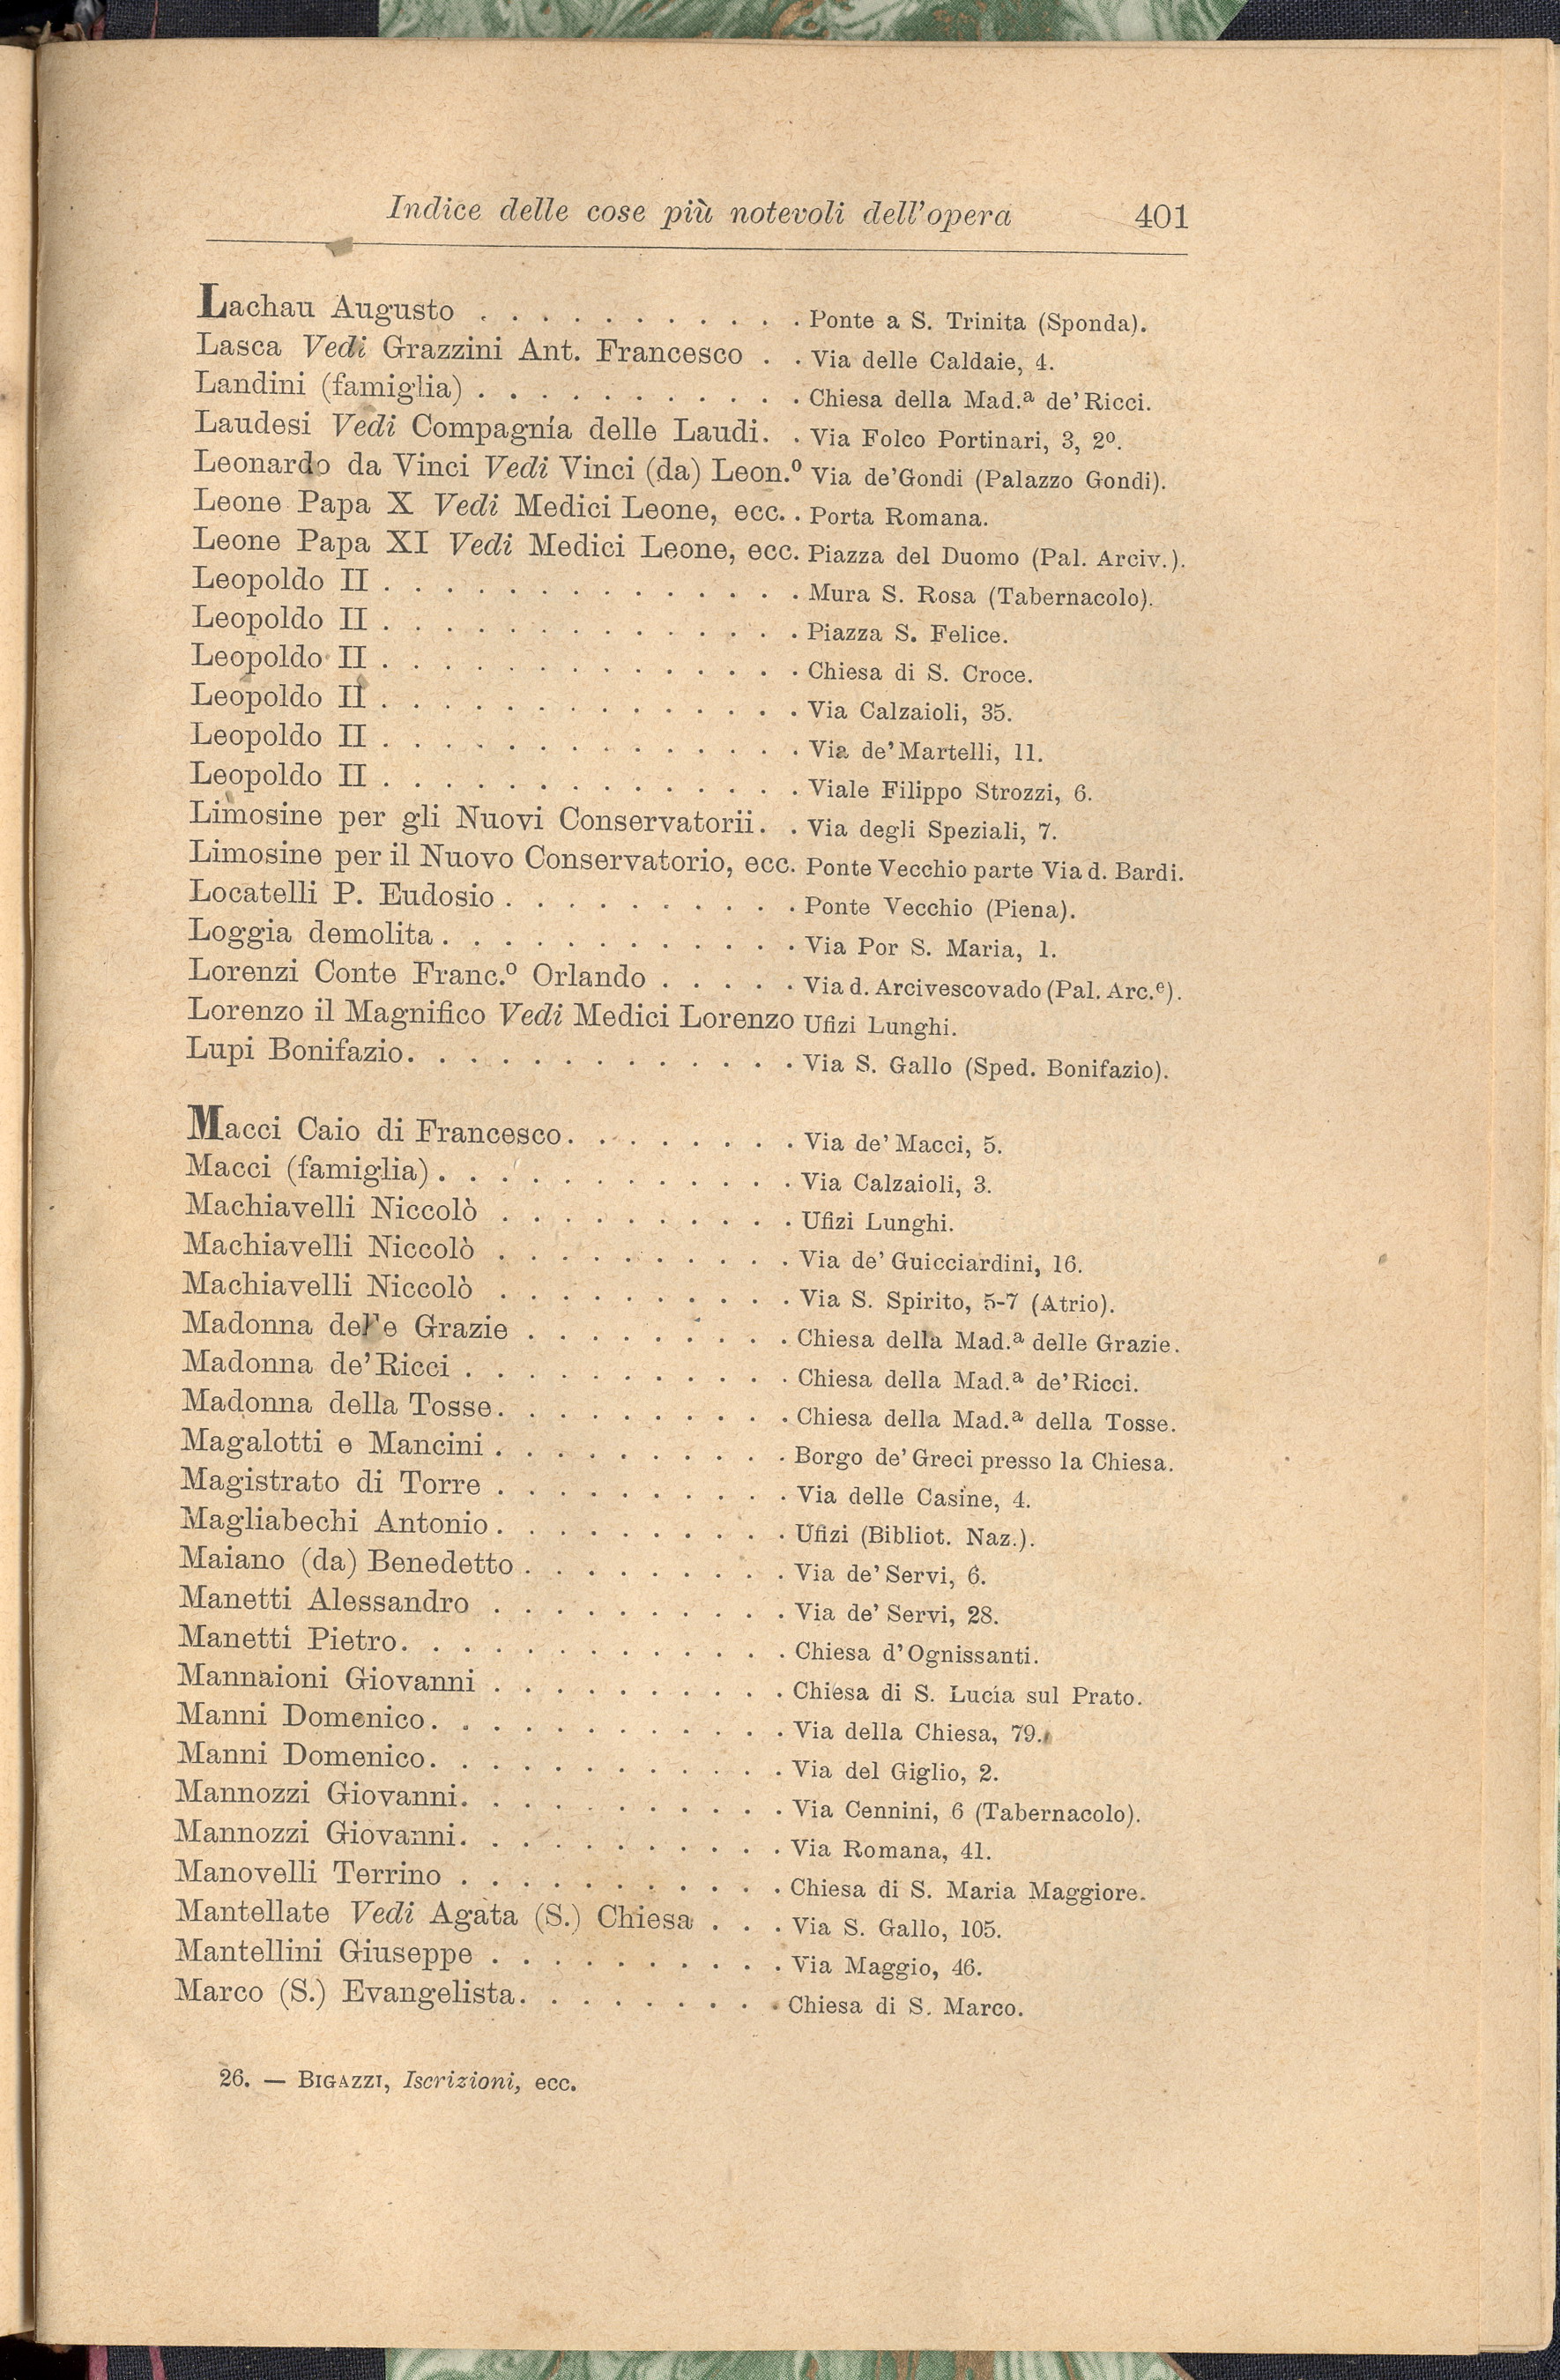 Indice delle cose più notevoli dell'opera 401
Lachau Augusto . . . . . . . . . . . Ponte a S. Trinita (Sponda).
Lasca Vedi Grazzini Ant. Francesco . . Via delle Caldaie, 4.
Landini (famiglia) . . . . . . . . . . . Chiesa della Mad.ª de' Ricci.
Laudesi Vedi Compagnía delle Laudi. . Via Folco Portinari, 3, 2º.
Leonardo da Vinci Vedi Vinci (da) Leon.º Via de'Gondi (Palazzo Gondi).
Leone Papa X Vedi Medici Leone, ecc. . Porta Romana.
Leone Papa XI Vedi Medici Leone, ecc. Piazza del Duomo (Pal. Arciv.).
Leopoldo II . . . . . . . . . . . . . . Mura S. Rosa (Tabernacolo).
Leopoldo II . . . . . . . . . . . . . . Piazza S. Felice.
Leopoldo II . . . . . . . . . . . . . . Chiesa di S. Croce.
Leopoldo II . . . . . . . . . . . . . . Via Calzaioli, 35.
Leopoldo II . . . . . . . . . . . . . . Via de' Martelli, 11.
Leopoldo II . . . . . . . . . . . . . . Viale Filippo Strozzi, 6.
Limosine per gli Nuovi Conservatorii. . Via degli Speziali, 7.
Limosine per il Nuovo Conservatorio, ecc. Ponte Vecchio parte Via d. Bardi.
Locatelli P. Eudosio . . . . . . . . . . Ponte Vecchio (Piena).
Loggia demolita . . . . . . . . . . . . Via Por S. Maria, 1.
Lorenzi Conte Franc.º Orlando . . . . . Via d. Arcivescovado (Pal. Arc.e).
Lorenzo il Magnifico Vedi Medici Lorenzo Ufizi Lunghi.
Lupi Bonifazio. . . . . . . . . . . . . Via S. Gallo (Sped. Bonifazio).
Macci Caio di Francesco. . . . . . . . Via de' Macci, 5.
Macci (famiglia) . . . . . . . . . . . . Via Calzaioli, 3.
Machiavelli Niccolò . . . . . . . . . . Ufizi Lunghi.
Machiavelli Niccolò . . . . . . . . . . Via de' Guicciardini, 16.
Machiavelli Niccolò . . . . . . . . . . Via S. Spirito, 5-7 (Atrio).
Madonna delle Grazie . . . . . . . . . Chiesa della Mad.ª delle Grazie.
Madonna de' Ricci . . . . . . . . . . . Chiesa della Mad.ª de' Ricci.
Madonna della Tosse. . . . . . . . . . Chiesa della Mad.ª della Tosse.
Magalotti e Mancini . . . . . . . . . . Borgo de' Greci presso la Chiesa.
Magistrato di Torre . . . . . . . . . . Via delle Casine, 4.
Magliabechi Antonio . . . . . . . . . . Ufizi (Bibliot. Naz.).
Maiano (da) Benedetto . . . . . . . . . Via de' Servi, 6.
Manetti Alessandro . . . . . . . . . . Via de' Servi, 28.
Manetti Pietro. . . . . . . . . . . . . Chiesa d' Ognissanti.
Mannaioni Giovanni . . . . . . . . . . Chiesa di S. Lucía sul Prato.
Manni Domenico. . . . . . . . . . . . Via della Chiesa, 79.
Manni Domenico. . . . . . . . . . . . Via del Giglio, 2.
Mannozzi Giovanni. . . . . . . . . . . Via Cennini, 6 (Tabernacolo).
Mannozzi Giovanni. . . . . . . . . . . Via Romana, 41.
Manovelli Terrino . . . . . . . . . . . Chiesa di S. Maria Maggiore.
Mantellate Vedi Agata (S.) Chiesa . . . Via S. Gallo, 105.
Mantellini Giuseppe . . . . . . . . . . Via Maggio, 46.
Marco (S.) Evangelista. . . . . . . . . Chiesa di S. Marco.
26. — BIGAZZI, Iscrizioni, ecc.